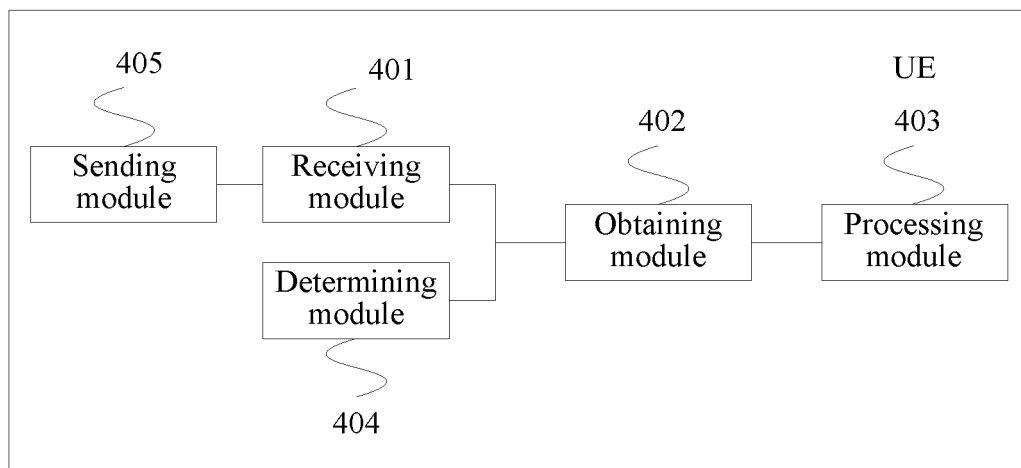 405
401
UE
402
403
Sending
module
Receiving
module
Obtaining
module
Processing
module
Determining
module
404